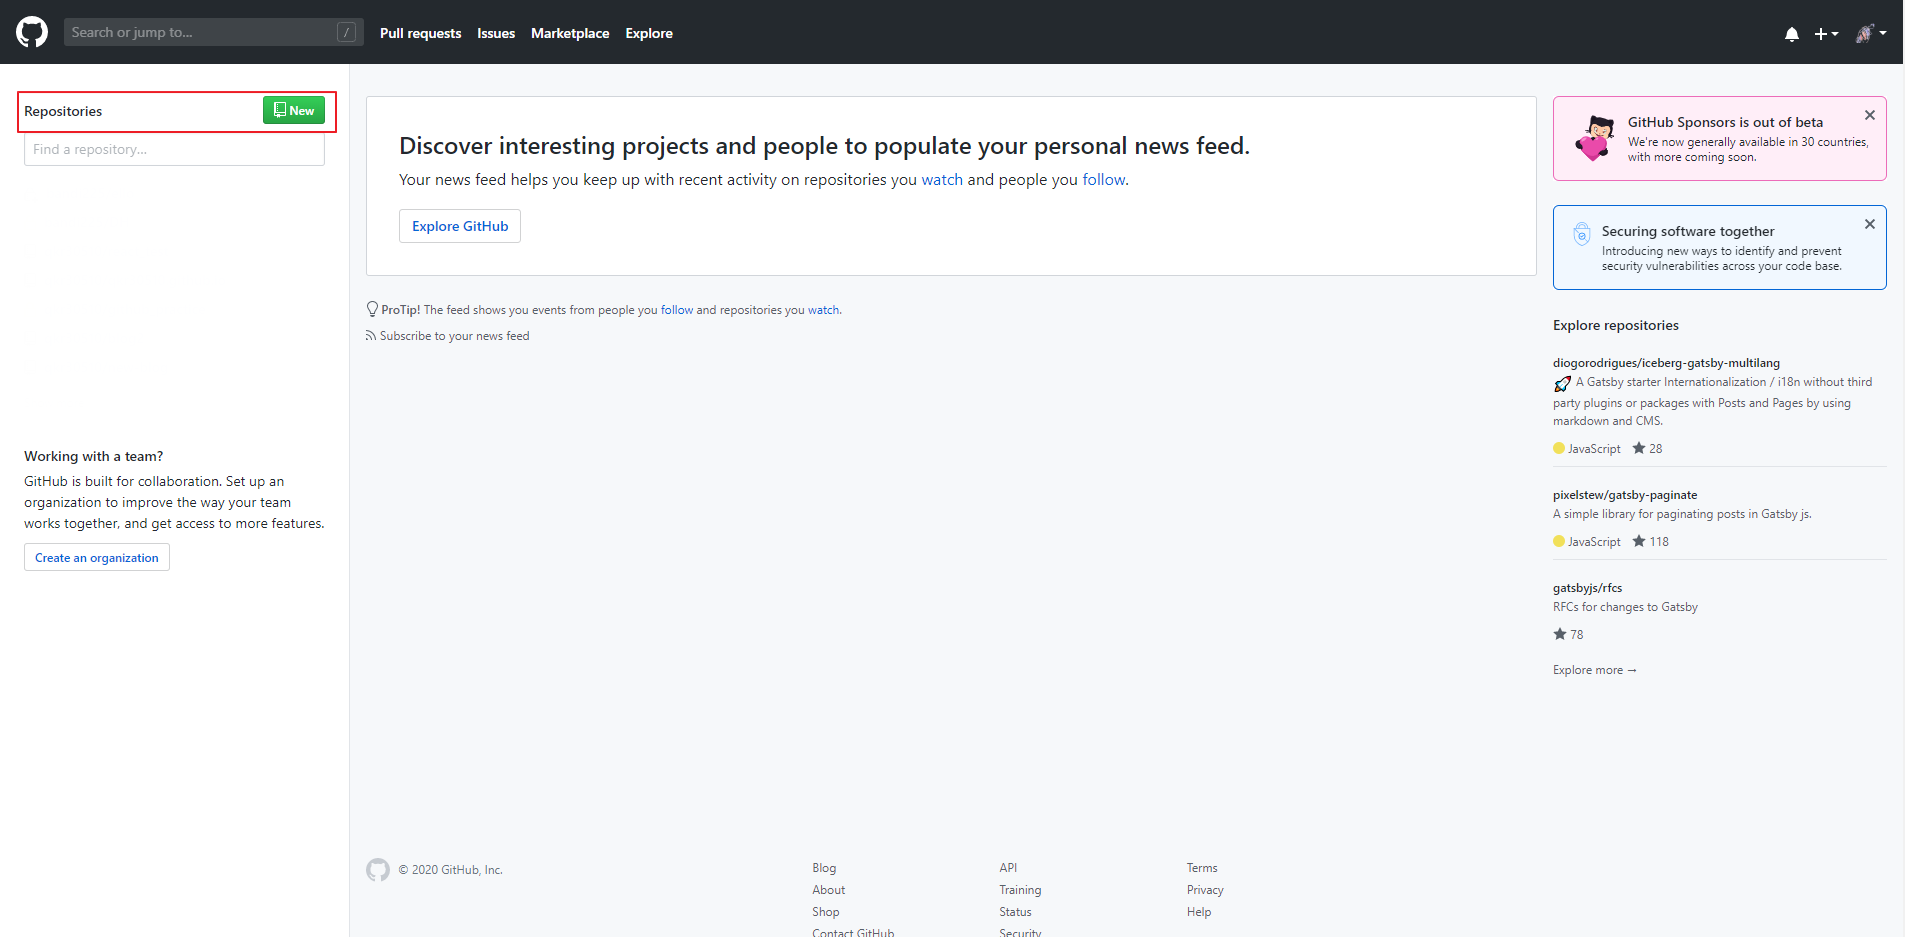 Search or jump to...
/
Pull requests
Issues
Marketplace
Explore
Repositories
New
Find a repository...
Working with a team?
GitHub is built for collaboration. Set up an
organization to improve the way your team
works together, and get access to more features.
Create an organization
Discover interesting projects and people to populate your personal news feed.
Your news feed helps you keep up with recent activity on repositories you watch and people you follow.
Explore GitHub
ProTip! The feed shows you events from people you follow and repositories you watch.
Subscribe to your news feed
GitHub Sponsors is out of beta
We're now generally available in 30 countries,
with more coming soon.
Securing software together
Introducing new ways to identify and prevent
security vulnerabilities across your code base.
Explore repositories
diogorodrigues/iceberg-gatsby-multilang
A Gatsby starter Internationalization / i18n without third
party plugins or packages with Posts and Pages by using
markdown and CMS.
JavaScript 28
pixelstew/gatsby-paginate
A simple library for paginating posts in Gatsby js.
JavaScript 118
gatsbyjs/rfcs
RFCs for changes to Gatsby
78
Explore more →
© 2020 GitHub, Inc.
Blog
About
Shop
Contact GitHub
API
Training
Status
Security
Terms
Privacy
Help